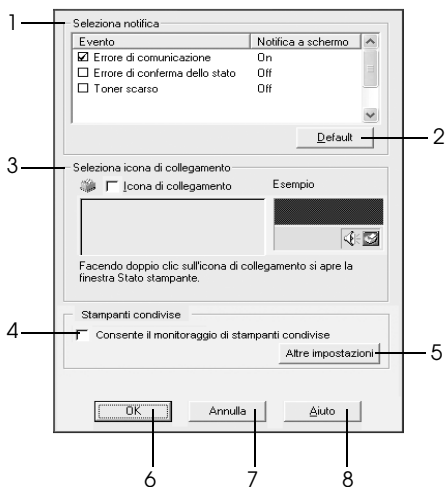 1
Seleziona notifica
Evento Notifica a schermo
Errore di comunicazione On
Errore di conferma dello stato Off
Toner scarso Off
Default 2
3
Seleziona icona di collegamento
Icona di collegamento Esempio
Facendo doppio clic sull'icona di collegamento si apre la
finestra Stato stampante.
Stampanti condivise
4 Consente il monitoraggio di stampanti condivise
Altre impostazioni 5
OK Annulla Aiuto
6 7 8